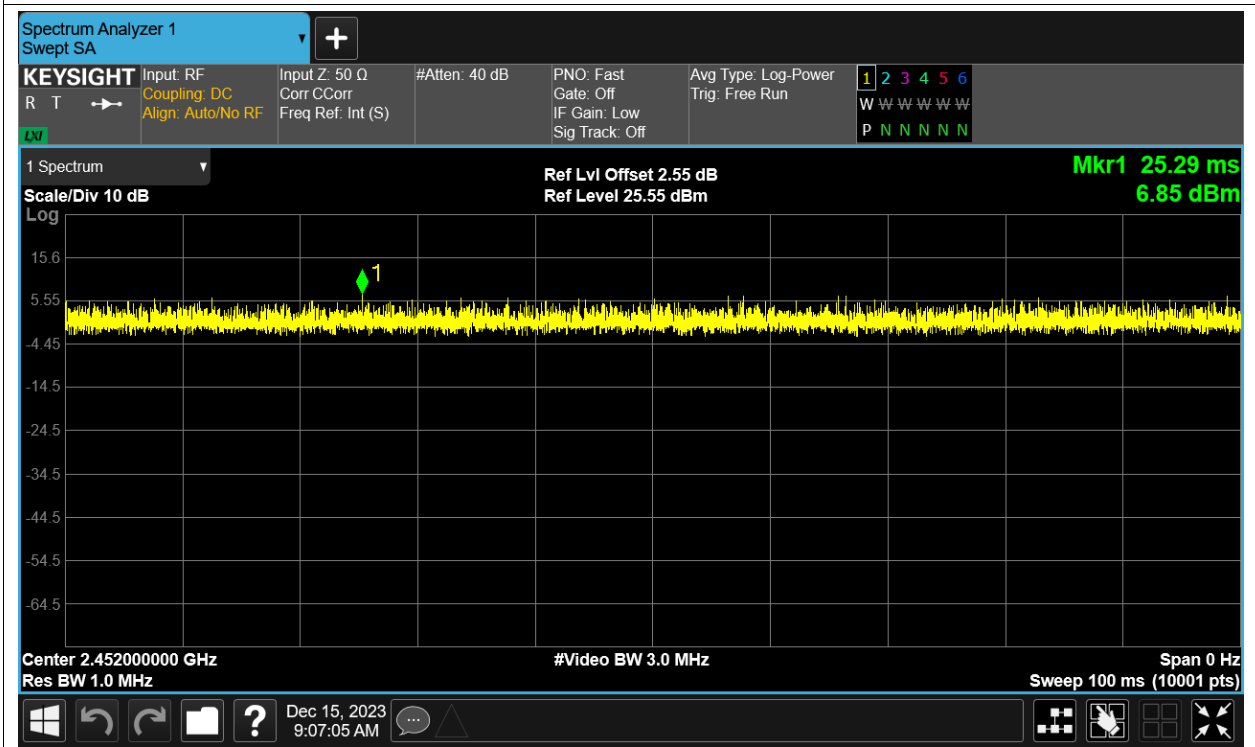 Spectrum Analyzer 1
Swept SA
KEYSIGHT
R T
LXI
Input: RF
Coupling: DC
Align: Auto/No RF
Input Z: 50 Ω
Corr CCorr
Freq Ref: Int (S)
#Atten: 40 dB
PNO: Fast
Gate: Off
IF Gain: Low
Sig Track: Off
Avg Type: Log-Power
Trig: Free Run
1 2 3 4 5 6
W W W W W W
P N N N N N
1 Spectrum
Scale/Div 10 dB
Log
Ref Lvl Offset 2.55 dB
Ref Level 25.55 dBm
Mkr1 25.29 ms
6.85 dBm
1
15.6
5.55
-4.45
-14.5
-24.5
-34.5
-44.5
-54.5
-64.5
Center 2.452000000 GHz
Res BW 1.0 MHz
#Video BW 3.0 MHz
Span 0 Hz
Sweep 100 ms (10001 pts)
?
Dec 15, 2023
9:07:05 AM